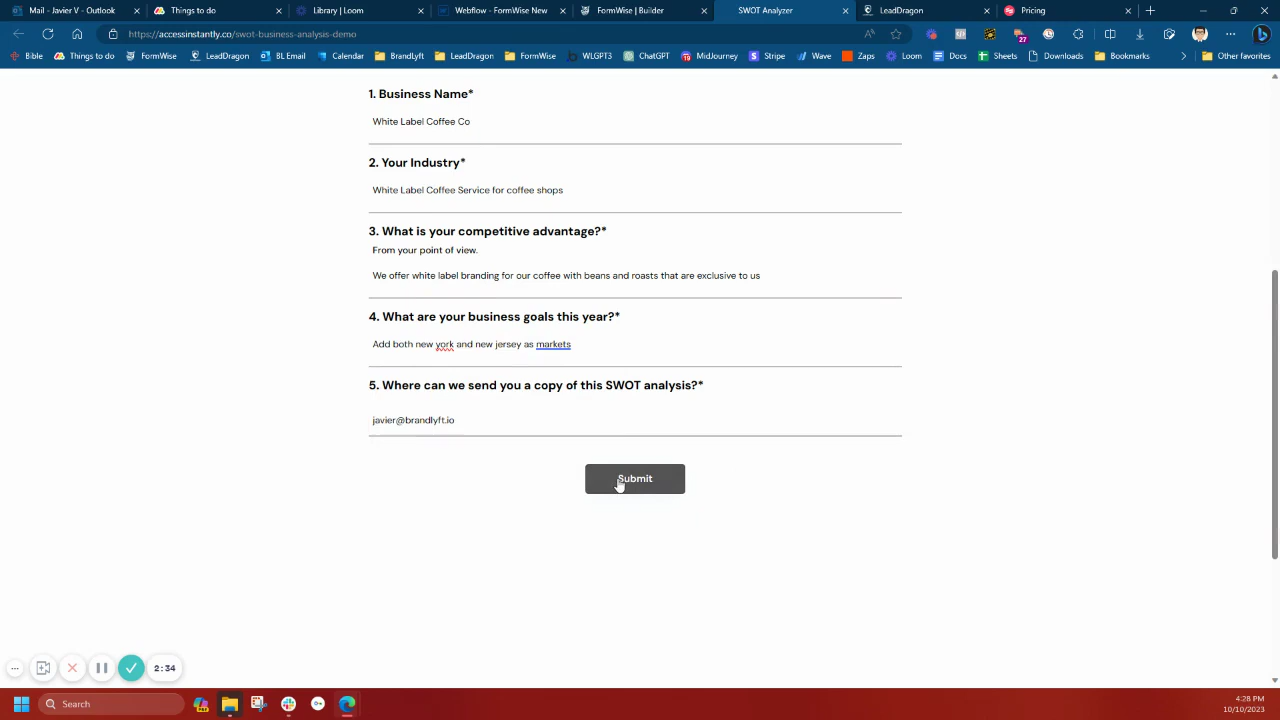 Mail - Javier V - Outlook
Things to do
Library | Loom
Webflow - FormWise New
FormWise | Builder
SWOT Analyzer
LeadDragon
Pricing
https://accessinstantly.co/swot-business-analysis-demo
27
Bible
Things to do
FormWise
LeadDragon
BL Email
Calendar
BrandLyft
LeadDragon
FormWise
WLGPT3
ChatGPT
MidJourney
Stripe
Wave
Zaps
Loom
Docs
Sheets
Downloads
Bookmarks
Other favorites
1. Business Name*
White Label Coffee Co
2. Your Industry*
White Label Coffee Service for coffee shops
3. What is your competitive advantage?*
From your point of view.
We offer white label branding for our coffee with beans and roasts that are exclusive to us
4. What are your business goals this year?*
Add both new york and new jersey as markets
5. Where can we send you a copy of this SWOT analysis?*
javier@brandlyft.io
Submit
2:34
Search
4:28 PM
10/10/2023